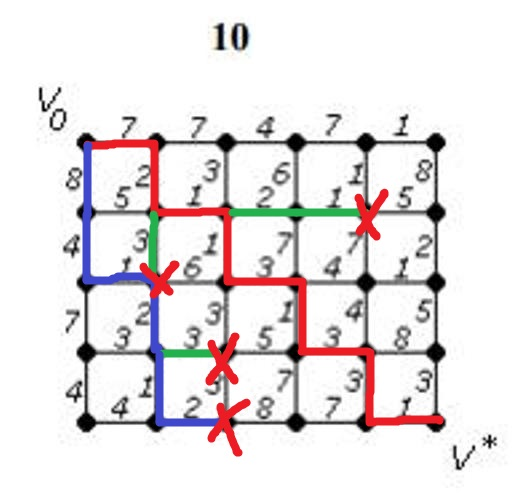 10
V0
7 7 4 7 1
8 2 3 6 1 8
5 1 2 1 5
4 3 1 7 7 2
1 6 3 4 1
7 2 3 1 4 5
3 3 5 3 8
4 1 3 7 3 3
4 2 8 7 1
V*